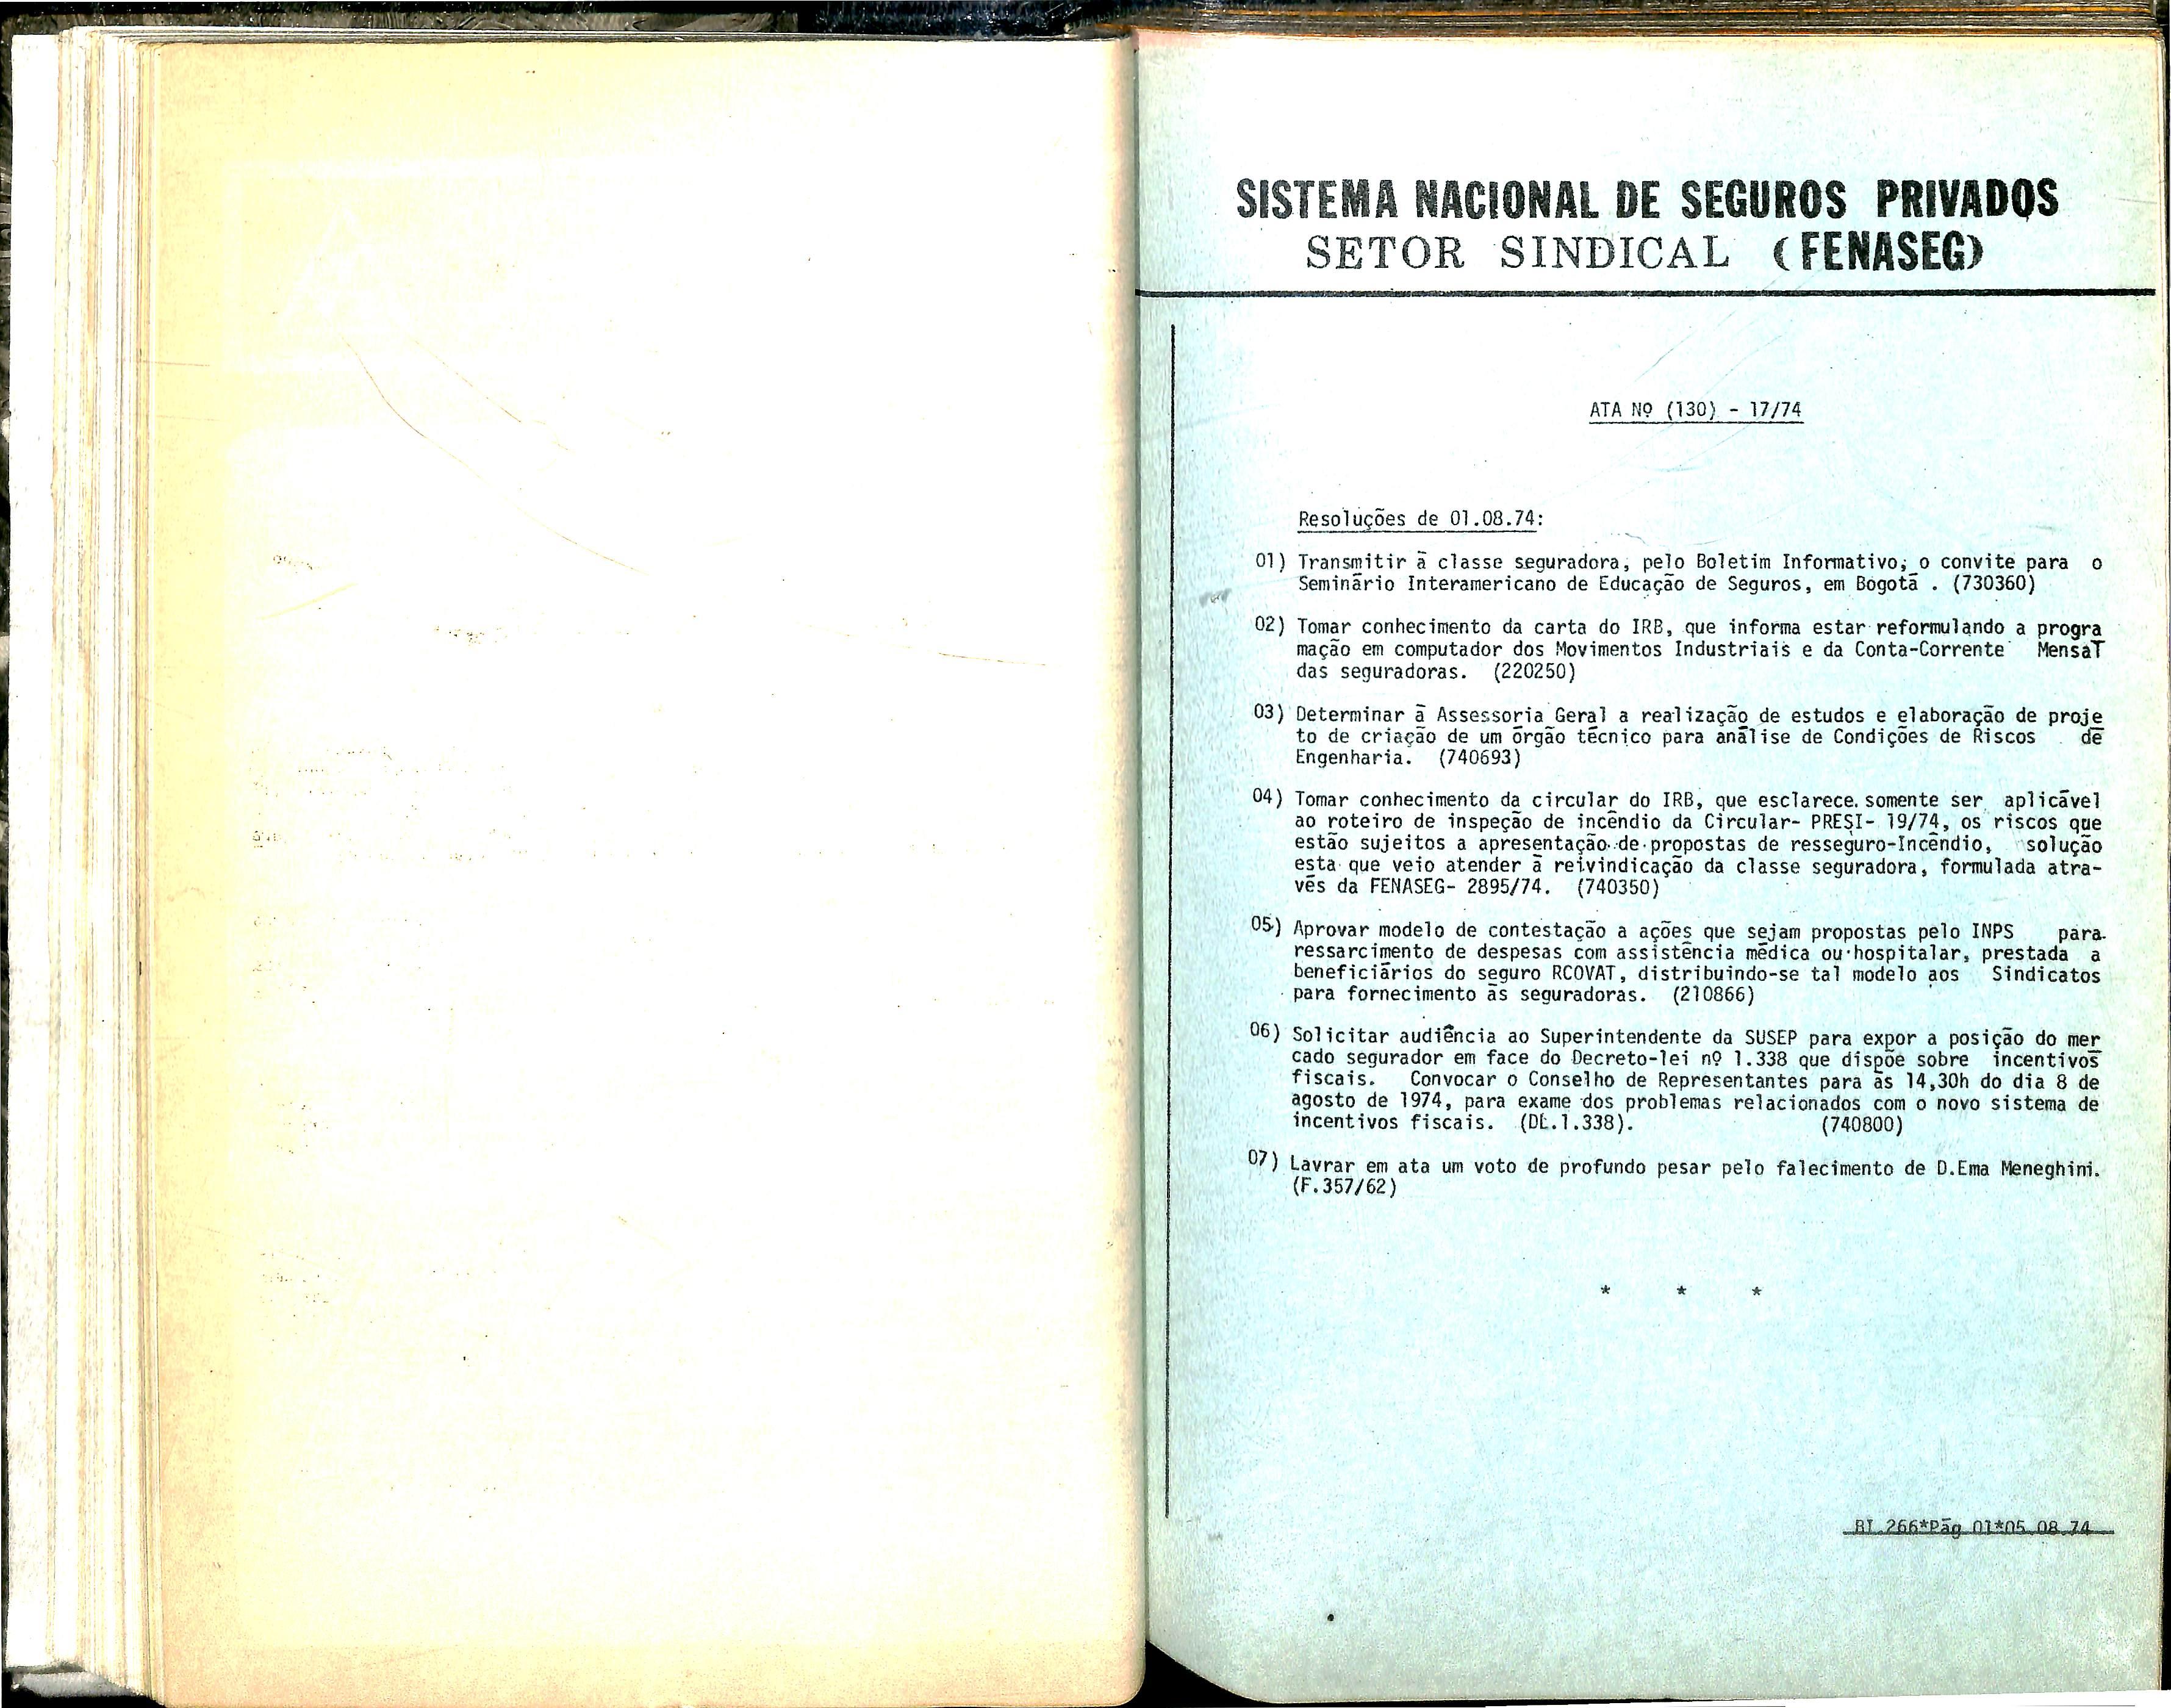 SISTEMA NACIONAL DE SEGUROS PRIVADOS
SETOR SINDICAL (FENASEG)
ATA Nº (130) - 17/74
Resoluções de 01.08.74:
01) Transmitir à classe seguradora, pelo Boletim Informativo, o convite para o
Seminário Interamericano de Educação de Seguros, em Bogotá . (730360)
02) Tomar conhecimento da carta do IRB, que informa estar reformulando a progra
mação em computador dos Movimentos Industriais e da Conta-Corrente Mensal
das seguradoras. (220250)
03) Determinar à Assessoria Geral a realização de estudos e elaboração de proje
to de criação de um órgão técnico para análise de Condições de Riscos de
Engenharia. (740693)
04) Tomar conhecimento da circular do IRB, que esclarece somente ser aplicável
ao roteiro de inspeção de incêndio da Circular- PRESI- 19/74, os riscos que
estão sujeitos a apresentação de propostas de resseguro-Incêndio, solução
esta que veio atender à reivindicação da classe seguradora, formulada atra-
vés da FENASEG- 2895/74. (740350)
05) Aprovar modelo de contestação a ações que sejam propostas pelo INPS para
ressarcimento de despesas com assistência médica ou hospitalar, prestada a
beneficiários do seguro RCOVAT, distribuindo-se tal modelo aos Sindicatos
para fornecimento às seguradoras. (210866)
06) Solicitar audiência ao Superintendente da SUSEP para expor a posição do mer
cado segurador em face do Decreto-lei nº 1.338 que dispõe sobre incentivos
fiscais. Convocar o Conselho de Representantes para às 14,30h do dia 8 de
agosto de 1974, para exame dos problemas relacionados com o novo sistema de
incentivos fiscais. (DL.1.338). (740800)
07) Lavrar em ata um voto de profundo pesar pelo falecimento de D.Ema Meneghini.
(F.357/62)
* * *
BI.266*Pág.01*05.08.74